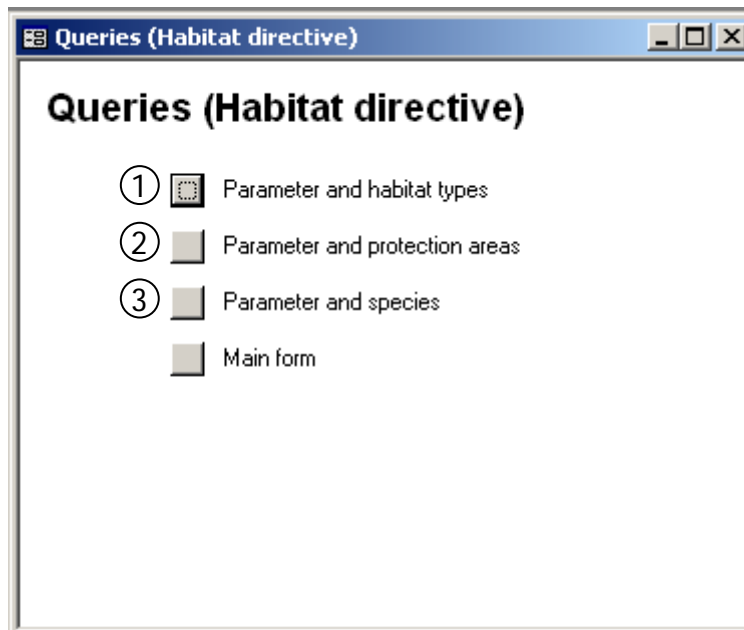 Queries (Habitat directive)
Queries (Habitat directive)
1 Parameter and habitat types
2 Parameter and protection areas
3 Parameter and species
Main form